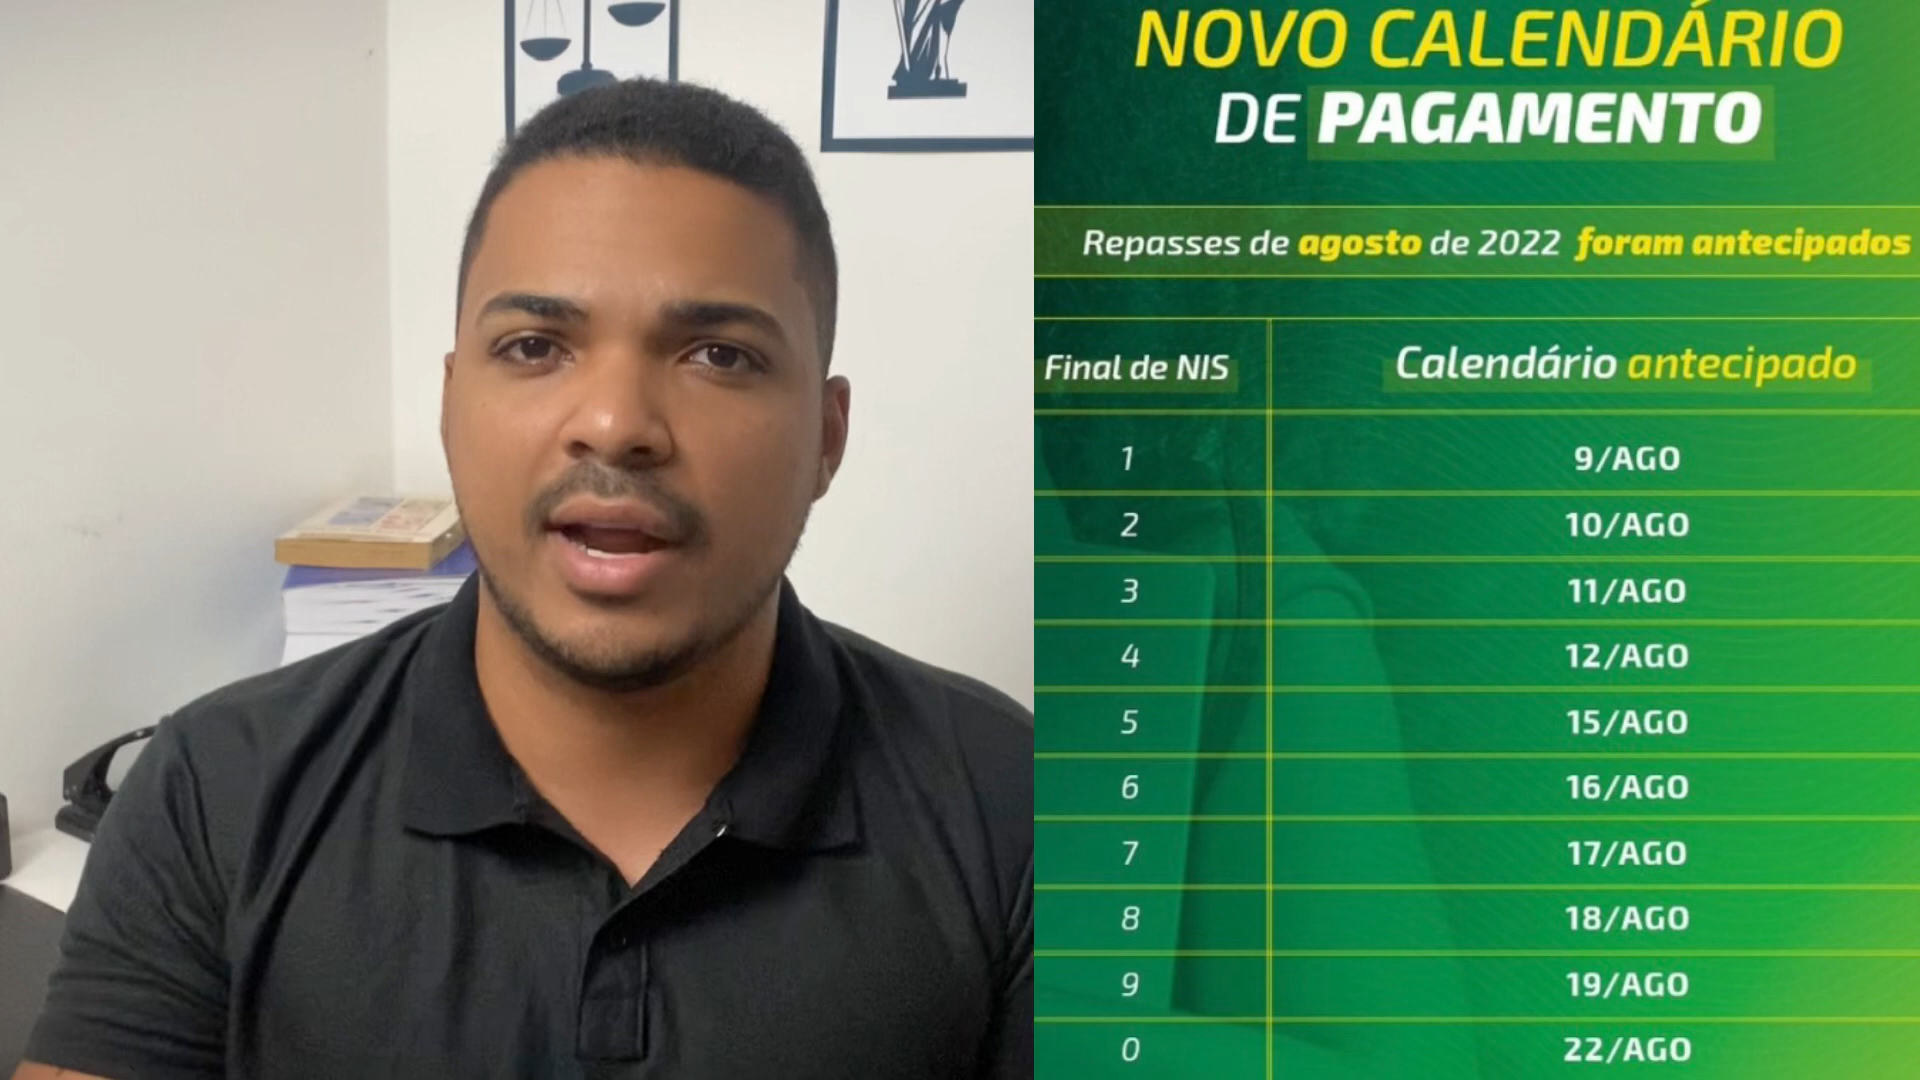 NOVO CALENDÁRIO
DE PAGAMENTO
Repasses de agosto de 2022 foram antecipados
Final de NIS Calendário antecipado
1 9/AGO
2 10/AGO
3 11/AGO
4 12/AGO
5 15/AGO
6 16/AGO
7 17/AGO
8 18/AGO
9 19/AGO
0 22/AGO